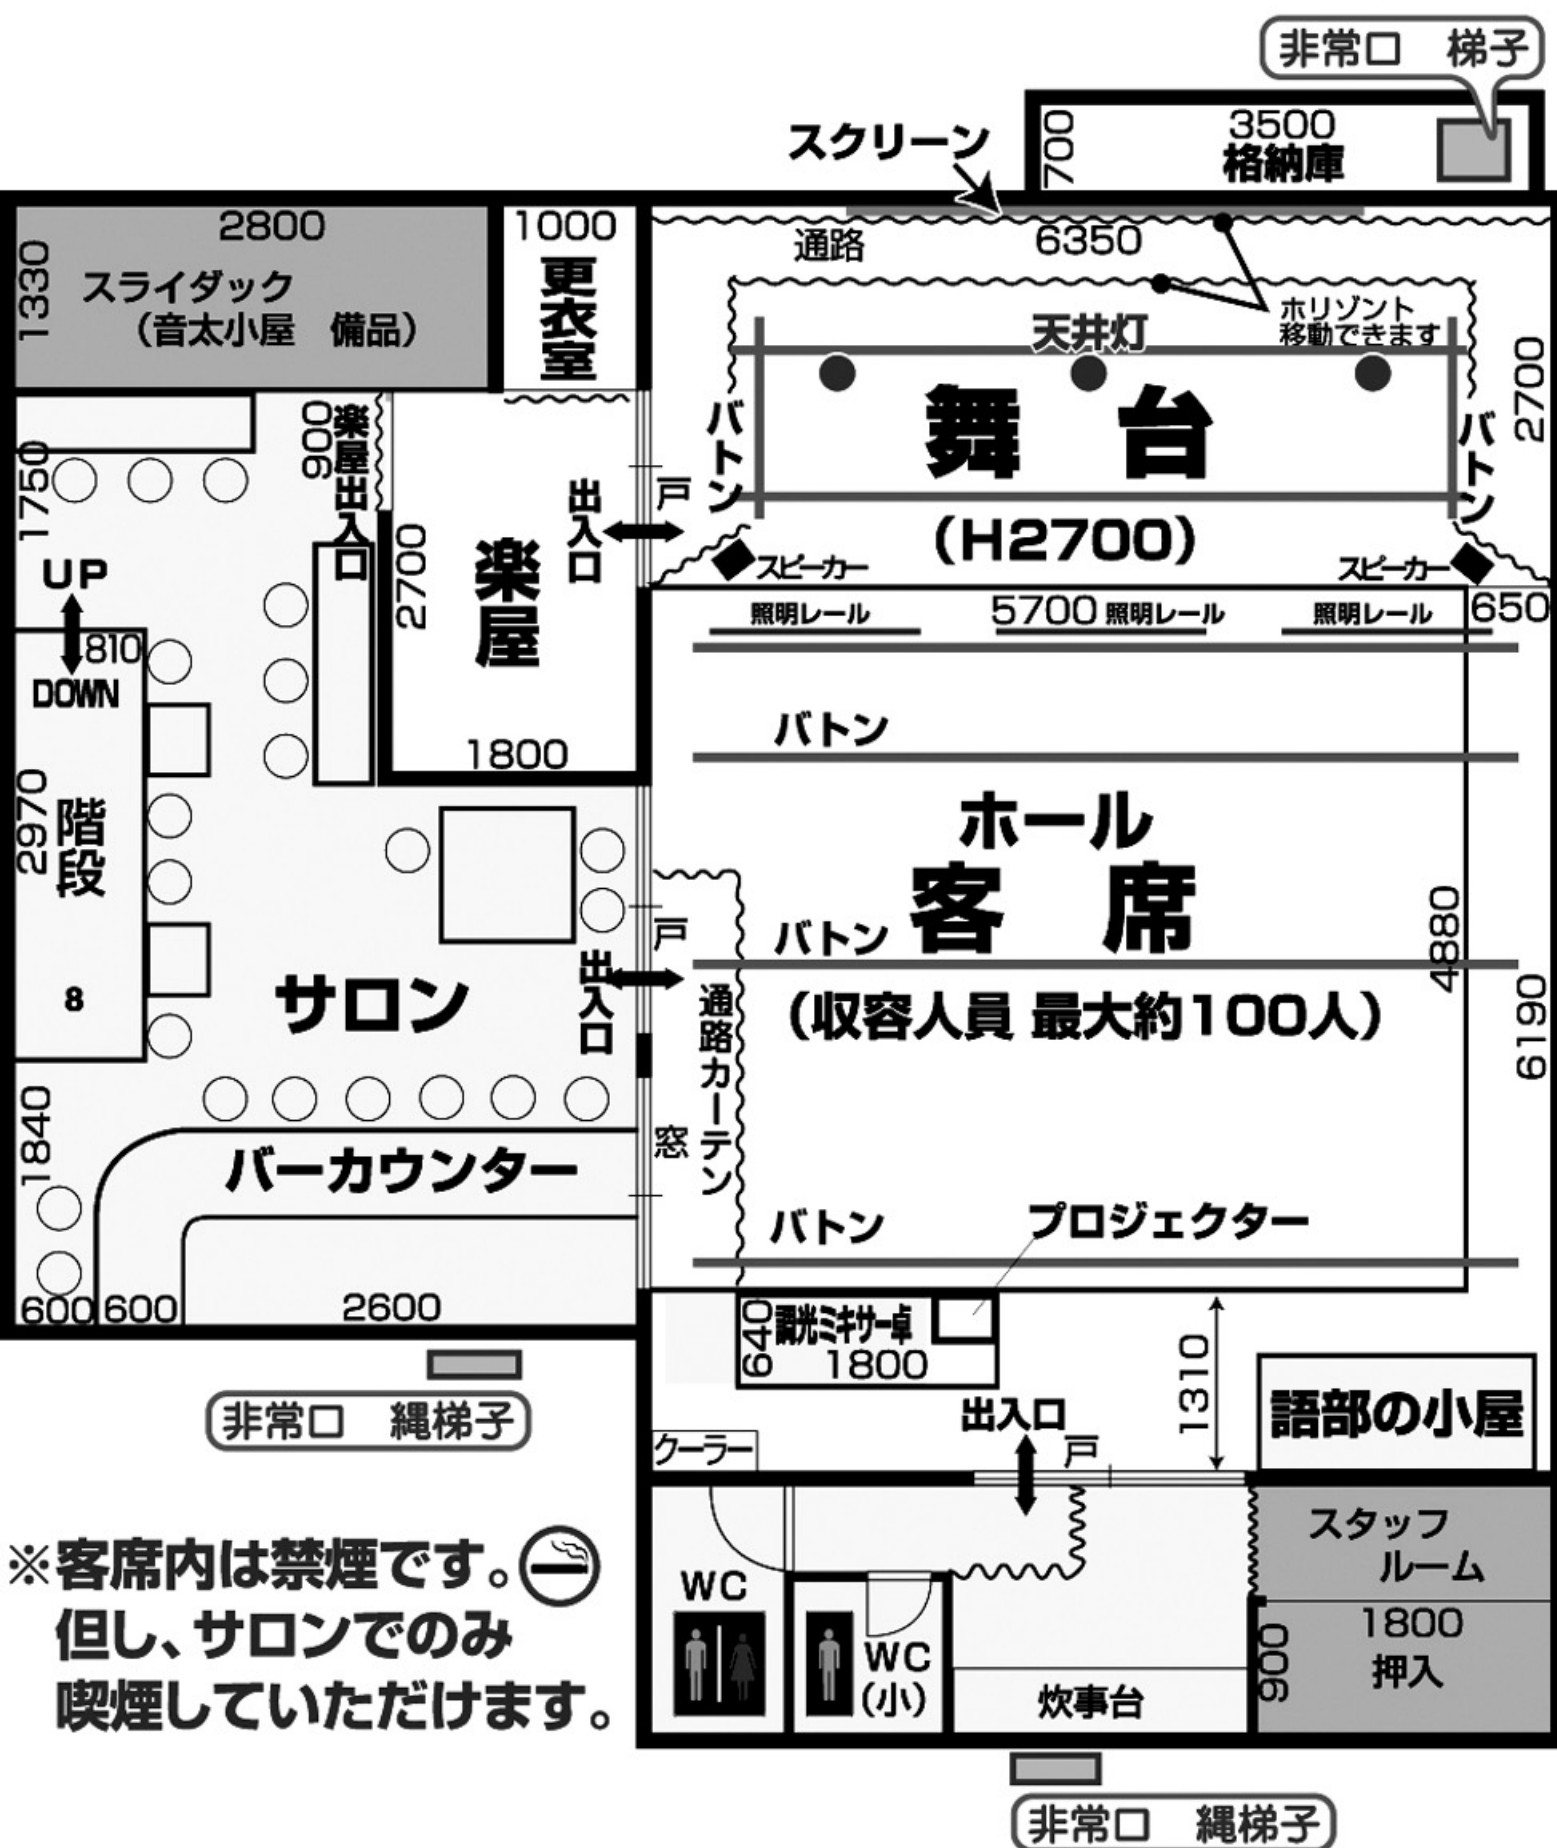 非常口 梯子
スクリーン
700
3500
格納庫
2800
1330
スライダック
(音太小屋 備品)
1000
更衣室
通路
6350
ホリゾント
移動できます
天井灯
2700
バトン
舞 台
バトン
(H2700)
スピーカー
スピーカー
900
楽屋出入口
1750
戸
出入口
2700
楽屋
1800
UP
810
DOWN
2970
階段
8
照明レール
5700
照明レール
照明レール
650
バトン
ホール
客 席
バトン
(収容人員 最大約100人)
4880
6190
戸
出入口
サロン
通路カーテン
窓
1840
バーカウンター
600
600
2600
バトン
プロジェクター
640
調光ミキサー卓
1800
1310
出入口
戸
語部の小屋
クーラー
非常口 縄梯子
スタッフ
ルーム
1800
900
押入
WC
WC
(小)
炊事台
※客席内は禁煙です。
但し、サロンでのみ
喫煙していただけます。
非常口 縄梯子